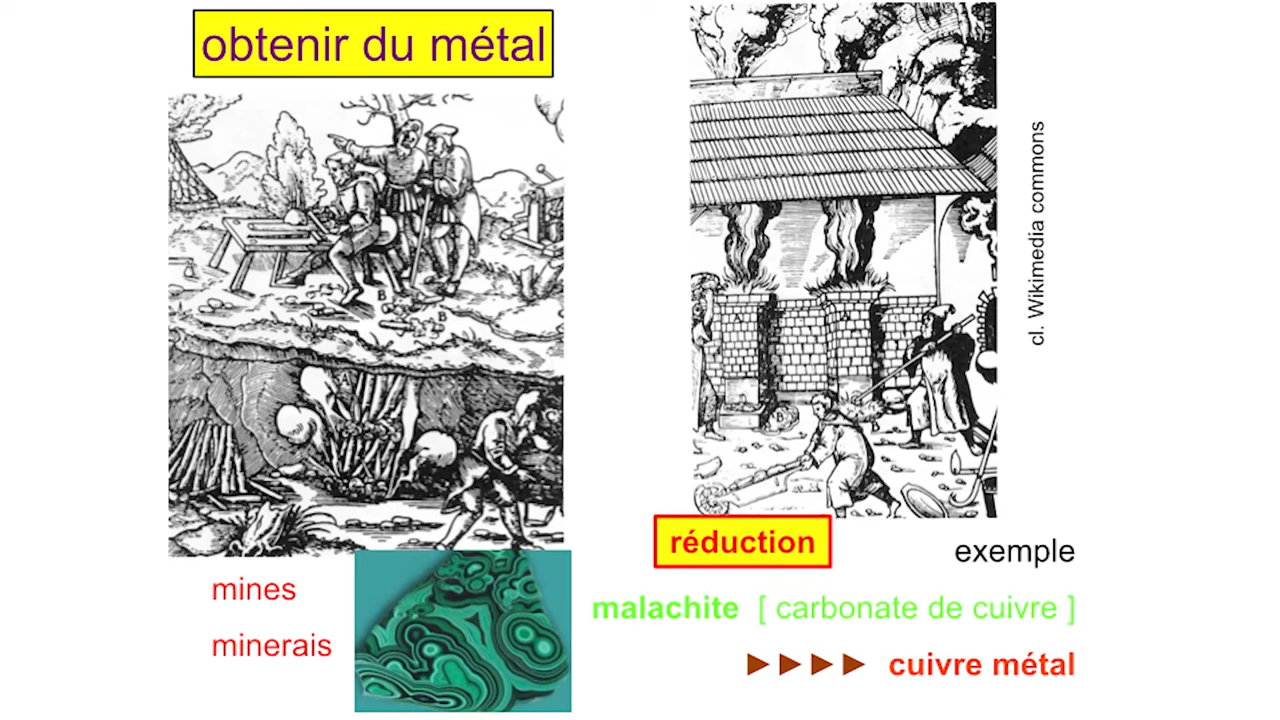 obtenir du métal
cl. Wikimedia commons
A
B
B
A
A
B
réduction
exemple
mines
minerais
malachite [ carbonate de cuivre ]
►►►► cuivre métal